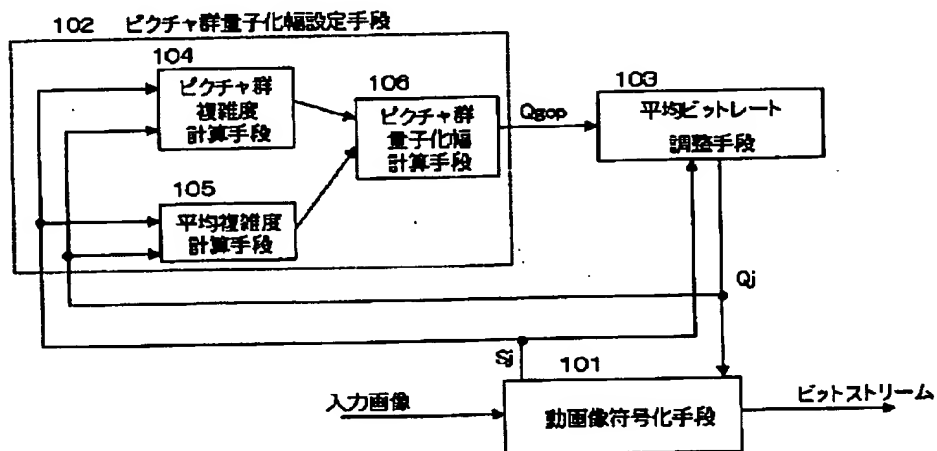 102 ピクチャ群量子化幅設定手段
104
ピクチャ群
複雑度
計算手段
106
ピクチャ群
量子化幅
計算手段
Qgop
103
平均ビットレート
調整手段
105
平均複雑度
計算手段
Qj
Sj
101
入力画像
動画像符号化手段
ビットストリーム